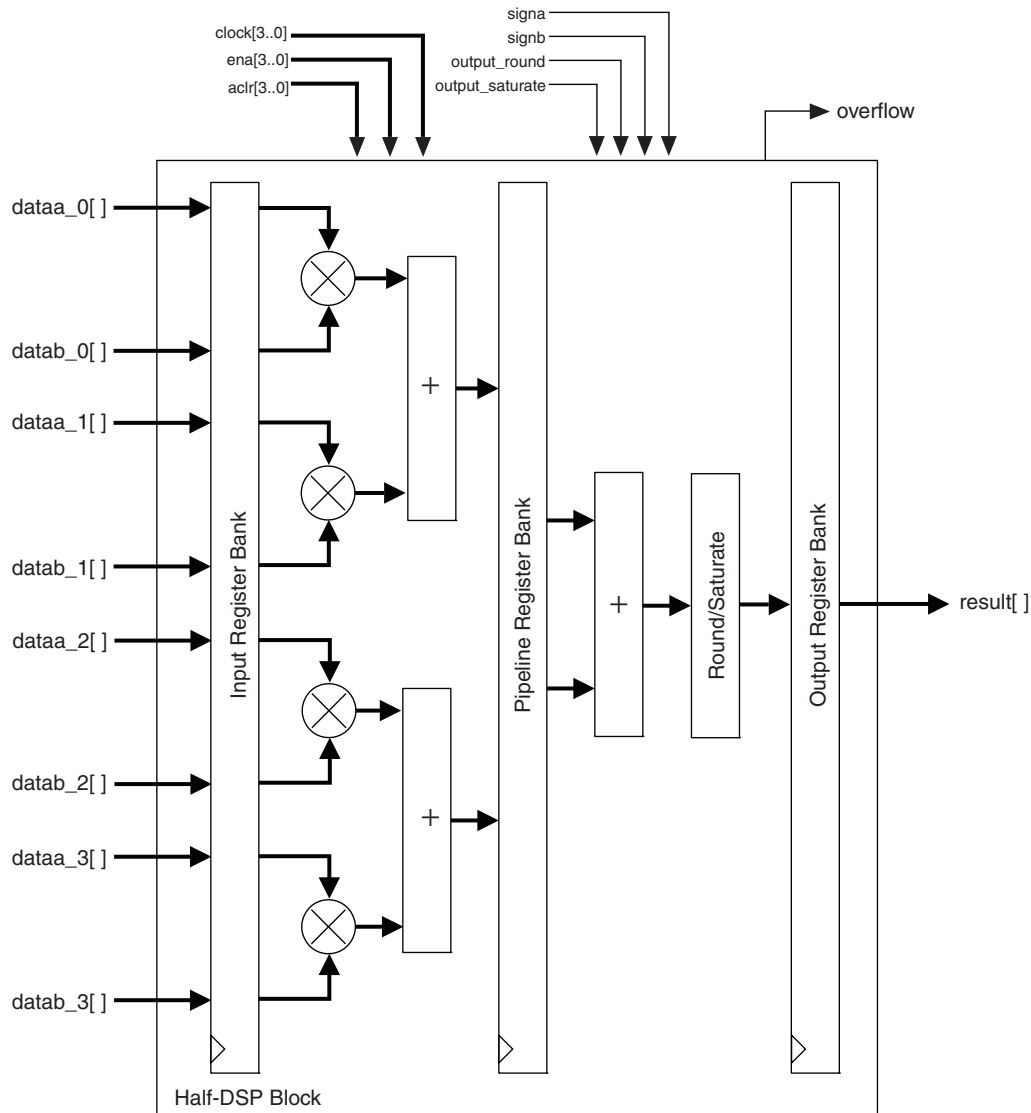 clock[3..0]
ena[3..0]
aclr[3..0]
signa
signb
output_round
output_saturate
overflow
dataa_0[ ]
datab_0[ ]
dataa_1[ ]
datab_1[ ]
dataa_2[ ]
datab_2[ ]
dataa_3[ ]
datab_3[ ]
Input Register Bank
+
+
Pipeline Register Bank
+
Round/Saturate
Output Register Bank
result[ ]
Half-DSP Block